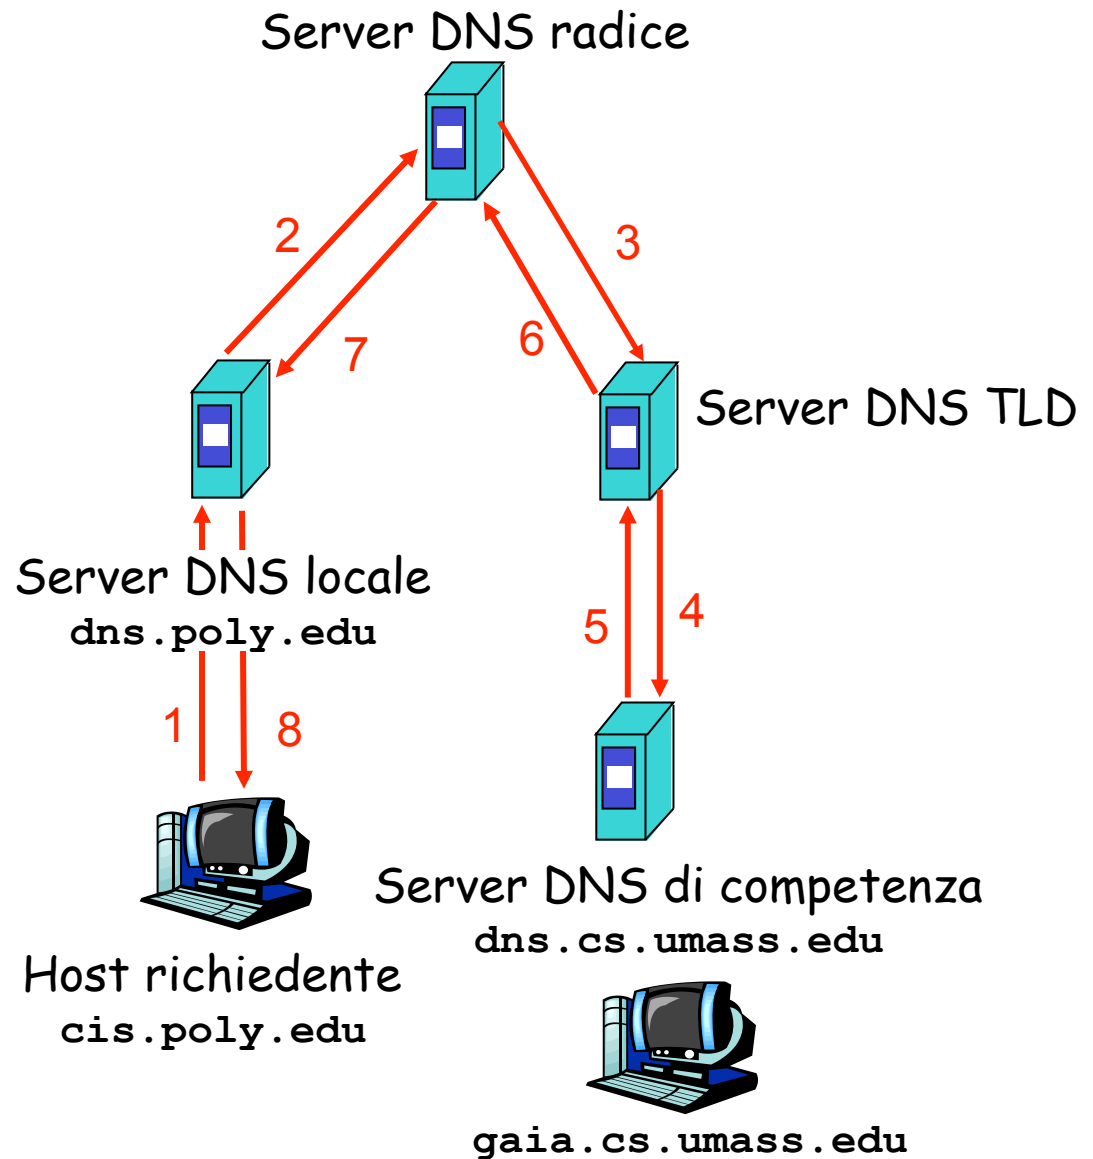 Server DNS radice
2
3
7
6
Server DNS TLD
Server DNS locale
dns.poly.edu
5
4
1
8
Server DNS di competenza
dns.cs.umass.edu
Host richiedente
cis.poly.edu
gaia.cs.umass.edu